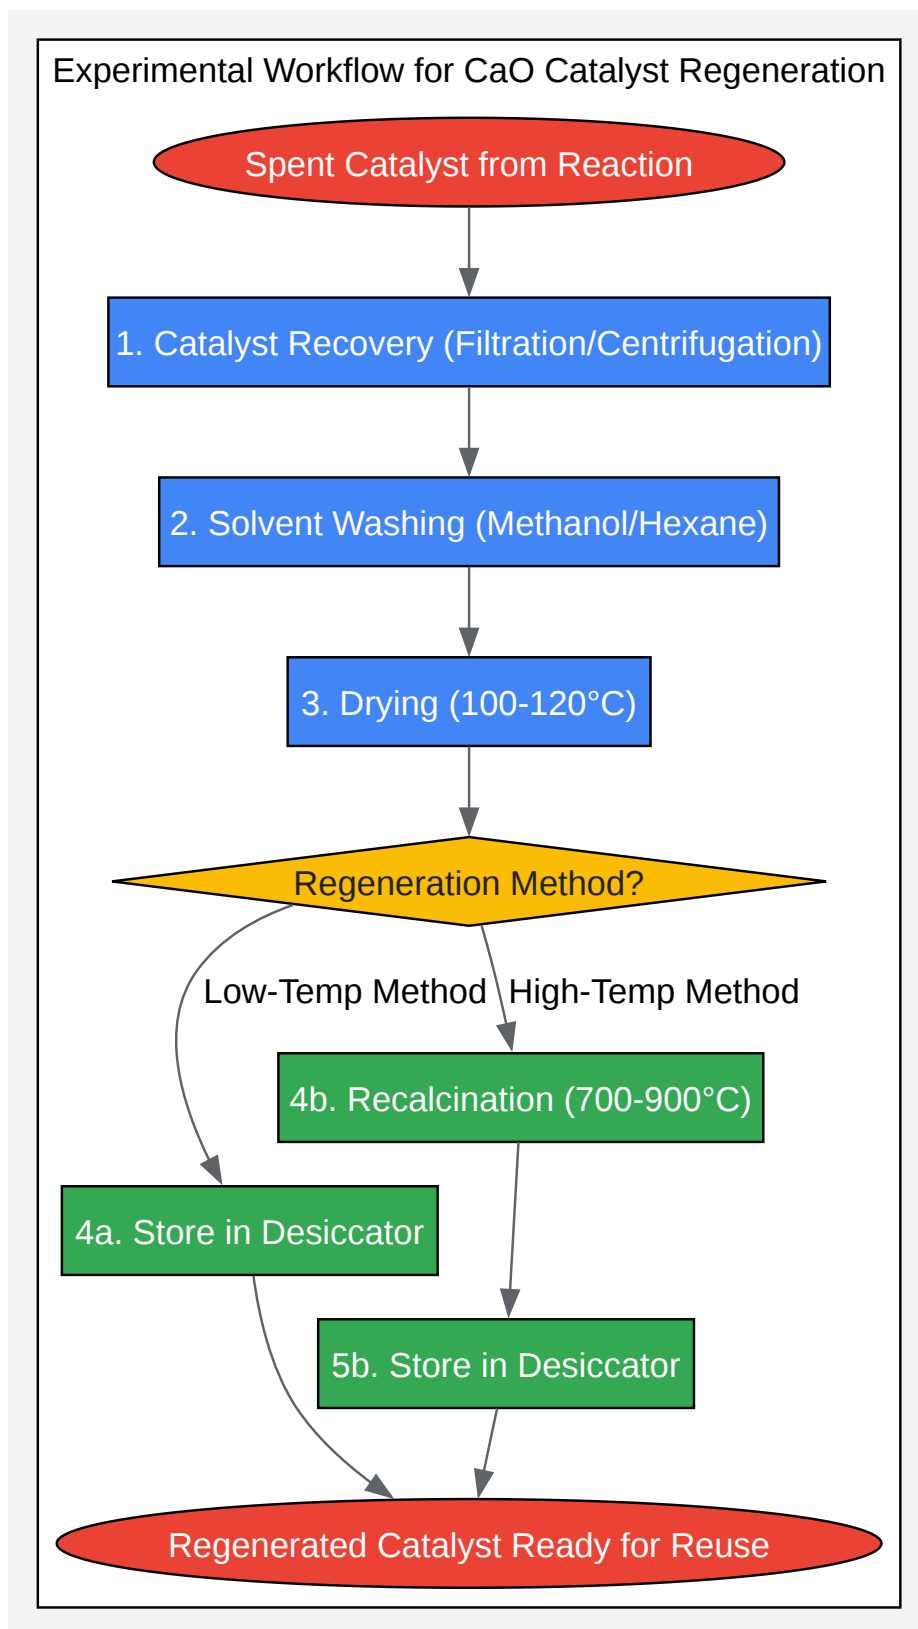 Experimental Workflow for CaO Catalyst Regeneration
Spent Catalyst from Reaction
1. Catalyst Recovery (Filtration/Centrifugation)
2. Solvent Washing (Methanol/Hexane)
3. Drying (100-120°C)
Regeneration Method?
Low-Temp Method
High-Temp Method
4b. Recalcination (700-900°C)
4a. Store in Desiccator
5b. Store in Desiccator
Regenerated Catalyst Ready for Reuse